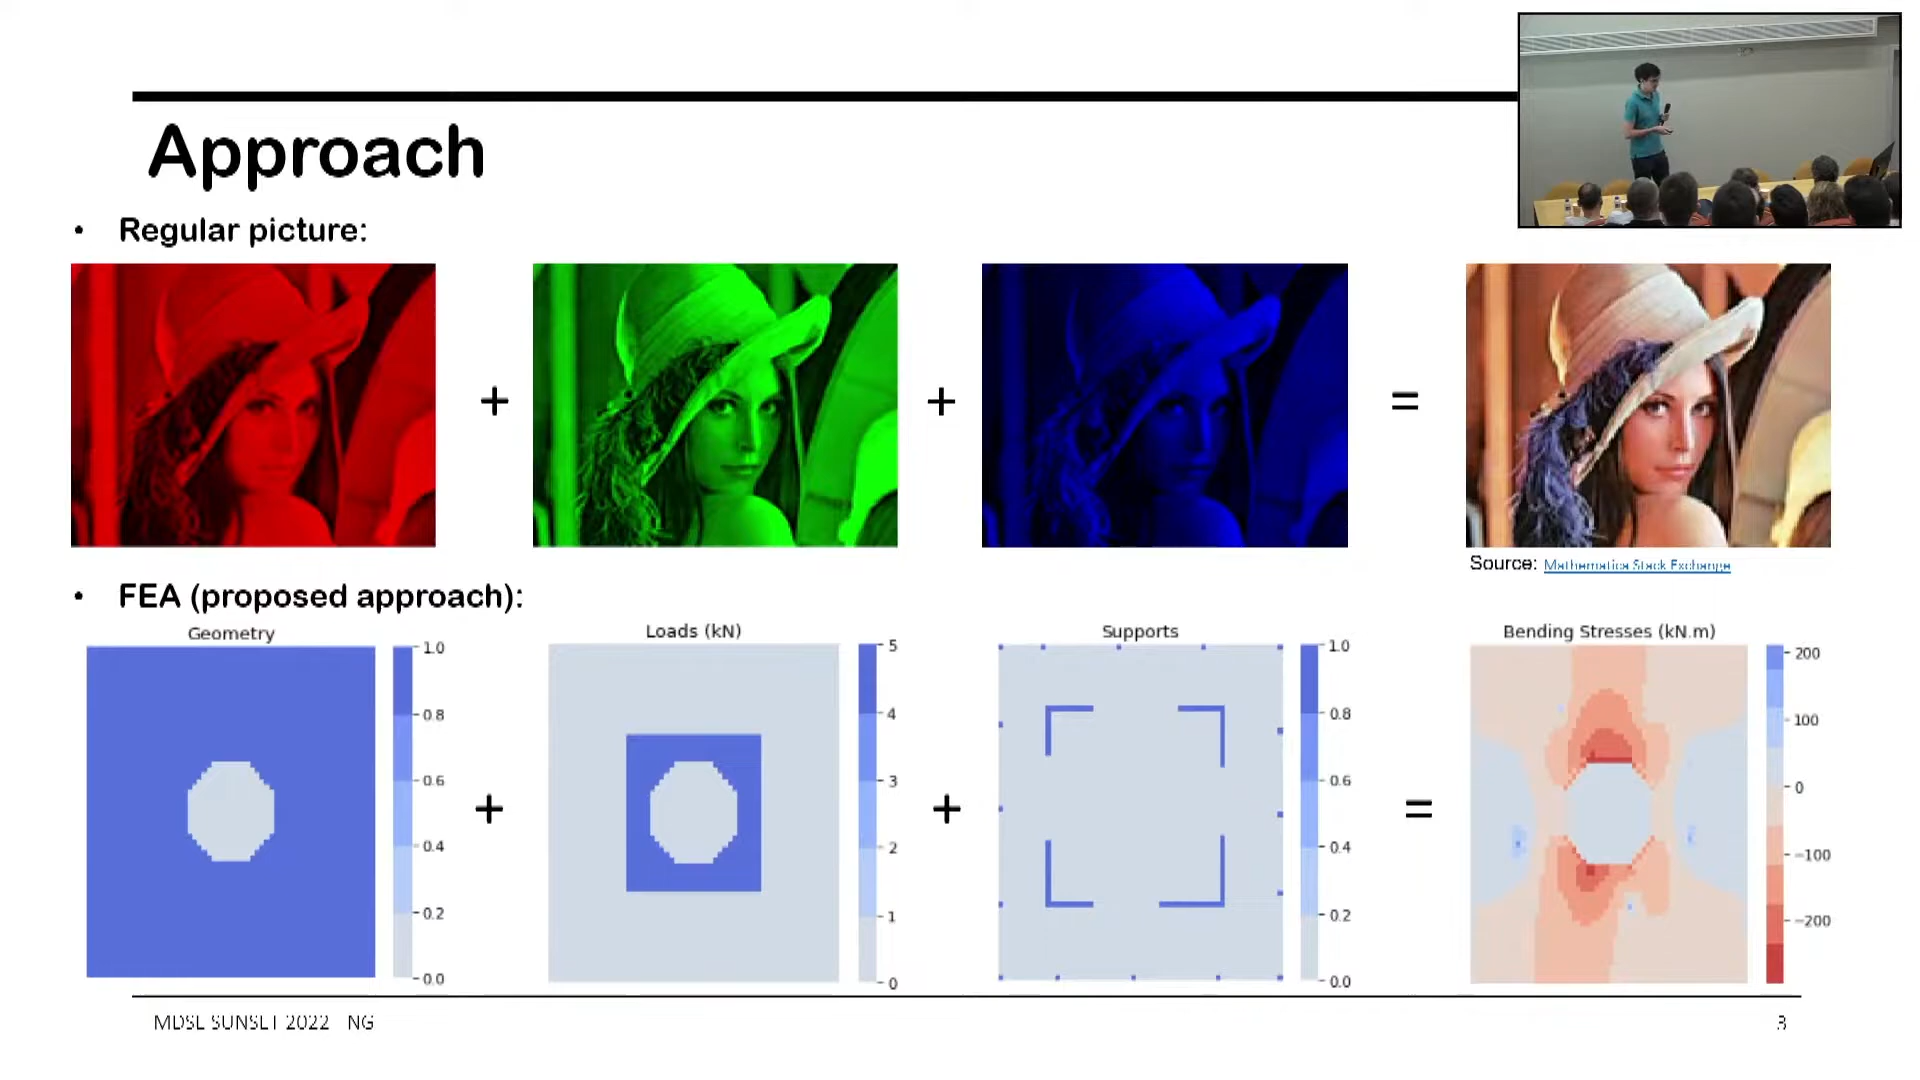 Approach
• Regular picture:
+ + =
Source: Mathematica Stack Exchange
• FEA (proposed approach):
Geometry
1.0
0.8
0.6
0.4
0.2
0.0
+
Loads (kN)
5
4
3
2
1
0
+
Supports
1.0
0.8
0.6
0.4
0.2
0.0
=
Bending Stresses (kN.m)
200
100
0
−100
−200
MDSL SUNSET 2022 NG
3